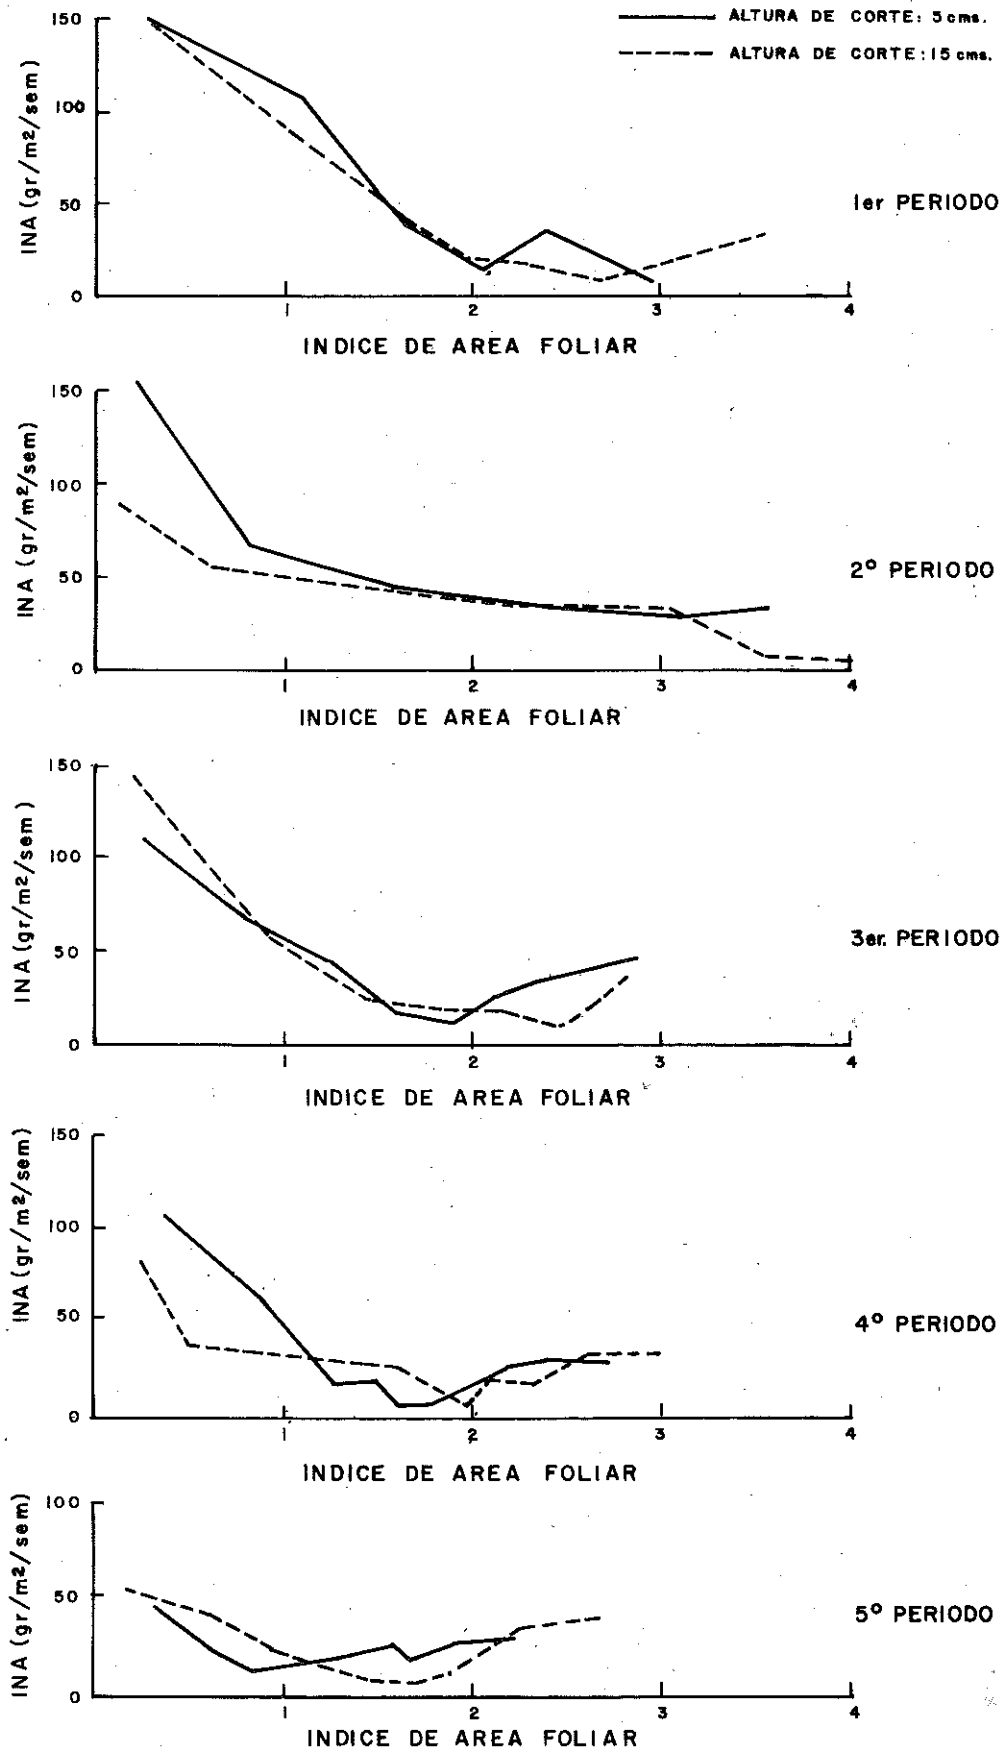 ALTURA DE CORTE: 5 cms.
ALTURA DE CORTE: 15 cms.
INA (gr/m²/sem)
150
100
50
0
1 2 3 4
INDICE DE AREA FOLIAR
1er PERIODO
INA (gr/m²/sem)
150
100
50
0
1 2 3 4
INDICE DE AREA FOLIAR
2º PERIODO
INA (gr/m²/sem)
150
100
50
0
1 2 3 4
INDICE DE AREA FOLIAR
3er. PERIODO
INA (gr/m²/sem)
150
100
50
0
1 2 3 4
INDICE DE AREA FOLIAR
4º PERIODO
INA (gr/m²/sem)
100
50
0
1 2 3 4
INDICE DE AREA FOLIAR
5º PERIODO